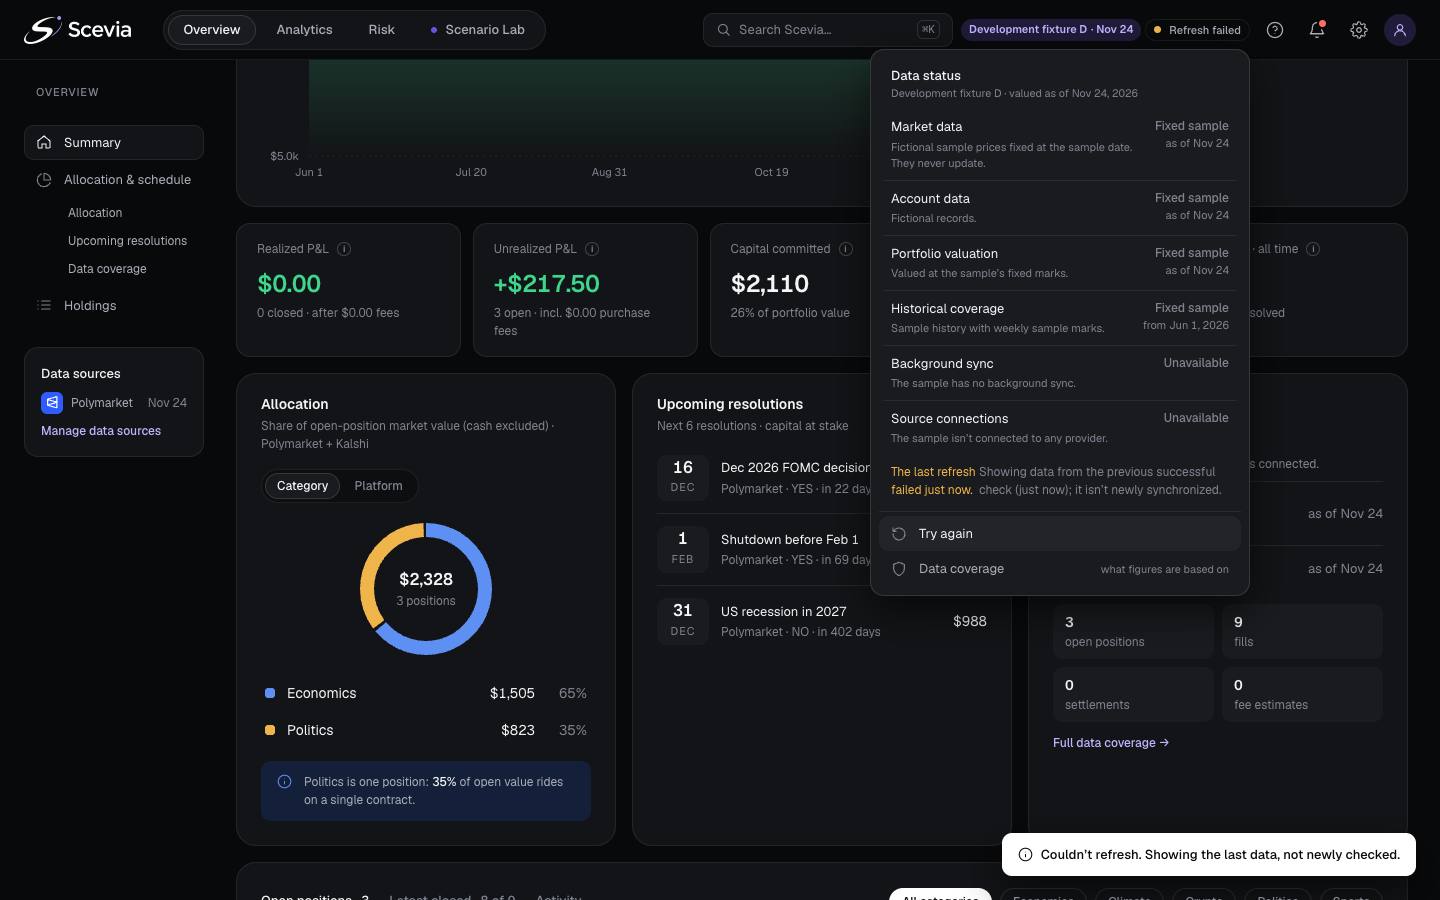 Scevia
Overview
Analytics
Risk
Scenario Lab
Search Scevia...
⌘K
Development fixture D · Nov 24
Refresh failed
OVERVIEW
Summary
Allocation & schedule
Allocation
Upcoming resolutions
Data coverage
Holdings
Data sources
Polymarket Nov 24
Manage data sources
$5.0k
Jun 1 Jul 20 Aug 31 Oct 19
Realized P&L
$0.00
0 closed · after $0.00 fees
Unrealized P&L
+$217.50
3 open · incl. $0.00 purchase
fees
Capital committed
$2,110
26% of portfolio value
· all time
Allocation
Share of open-position market value (cash excluded) ·
Polymarket + Kalshi
Category Platform
$2,328
3 positions
Economics $1,505 65%
Politics $823 35%
Politics is one position: 35% of open value rides
on a single contract.
Upcoming resolutions
Next 6 resolutions · capital at stake
16
DEC
Dec 2026 FOMC decision
Polymarket · YES · in 22 day
1
FEB
Shutdown before Feb 1
Polymarket · YES · in 69 day
31
DEC
US recession in 2027
Polymarket · NO · in 402 days
$988
Data status
Development fixture D · valued as of Nov 24, 2026
Market data Fixed sample
Fictional sample prices fixed at the sample date. as of Nov 24
They never update.
Account data Fixed sample
Fictional records. as of Nov 24
Portfolio valuation Fixed sample
Valued at the sample's fixed marks. as of Nov 24
Historical coverage Fixed sample
Sample history with weekly sample marks. from Jun 1, 2026
Background sync Unavailable
The sample has no background sync.
Source connections Unavailable
The sample isn't connected to any provider.
The last refresh Showing data from the previous successful
failed just now. check (just now); it isn't newly synchronized.
Try again
Data coverage what figures are based on
connected.
as of Nov 24
as of Nov 24
3
open positions
9
fills
0
settlements
0
fee estimates
Full data coverage →
Couldn't refresh. Showing the last data, not newly checked.